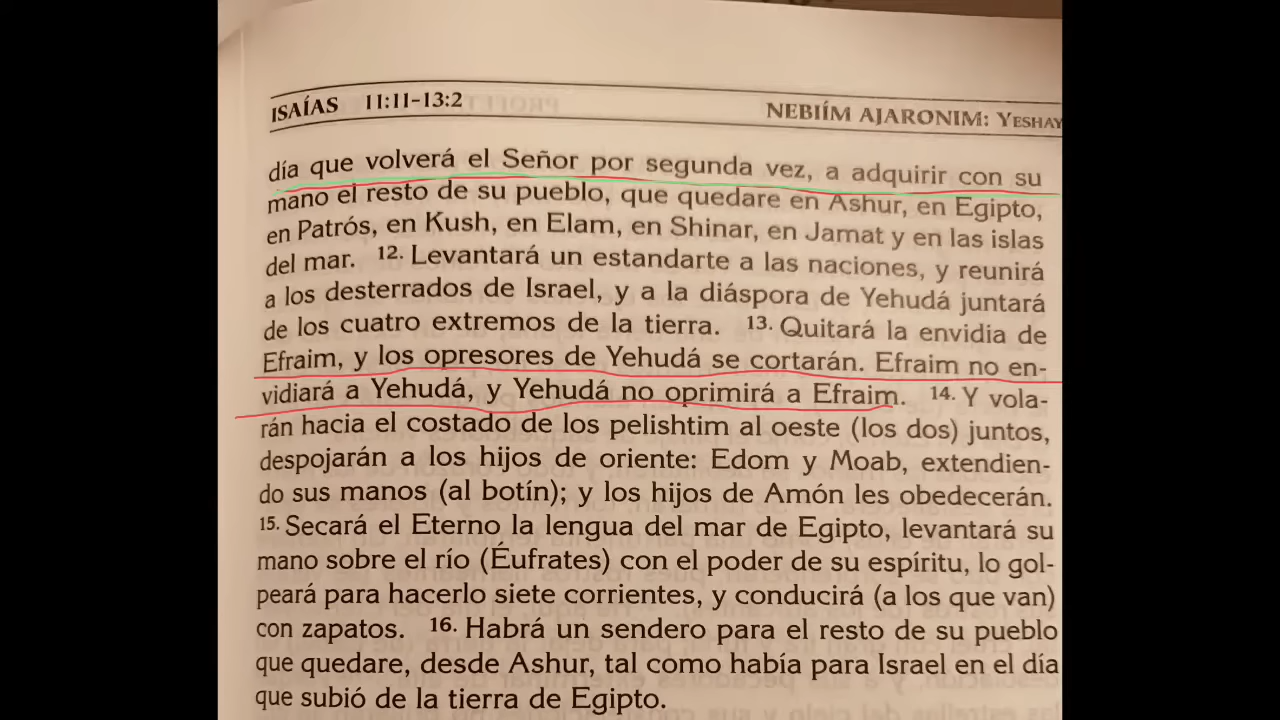 ISAÍAS 11:11-13:2
NEBIÍM AJARONIM: YESHAY
día que volverá el Señor por segunda vez, a adquirir con su
mano el resto de su pueblo, que quedare en Ashur, en Egipto,
en Patrós, en Kush, en Elam, en Shinar, en Jamat y en las islas
del mar. 12. Levantará un estandarte a las naciones, y reunirá
a los desterrados de Israel, y a la diáspora de Yehudá juntará
de los cuatro extremos de la tierra. 13. Quitará la envidia de
Efraim, y los opresores de Yehudá se cortarán. Efraim no en-
vidiará a Yehudá, y Yehudá no oprimirá a Efraim. 14. Y vola-
rán hacia el costado de los pelishtim al oeste (los dos) juntos,
despojarán a los hijos de oriente: Edom y Moab, extendien-
do sus manos (al botín); y los hijos de Amón les obedecerán.
15. Secará el Eterno la lengua del mar de Egipto, levantará su
mano sobre el río (Éufrates) con el poder de su espíritu, lo gol-
peará para hacerlo siete corrientes, y conducirá (a los que van)
con zapatos. 16. Habrá un sendero para el resto de su pueblo
que quedare, desde Ashur, tal como había para Israel en el día
que subió de la tierra de Egipto.